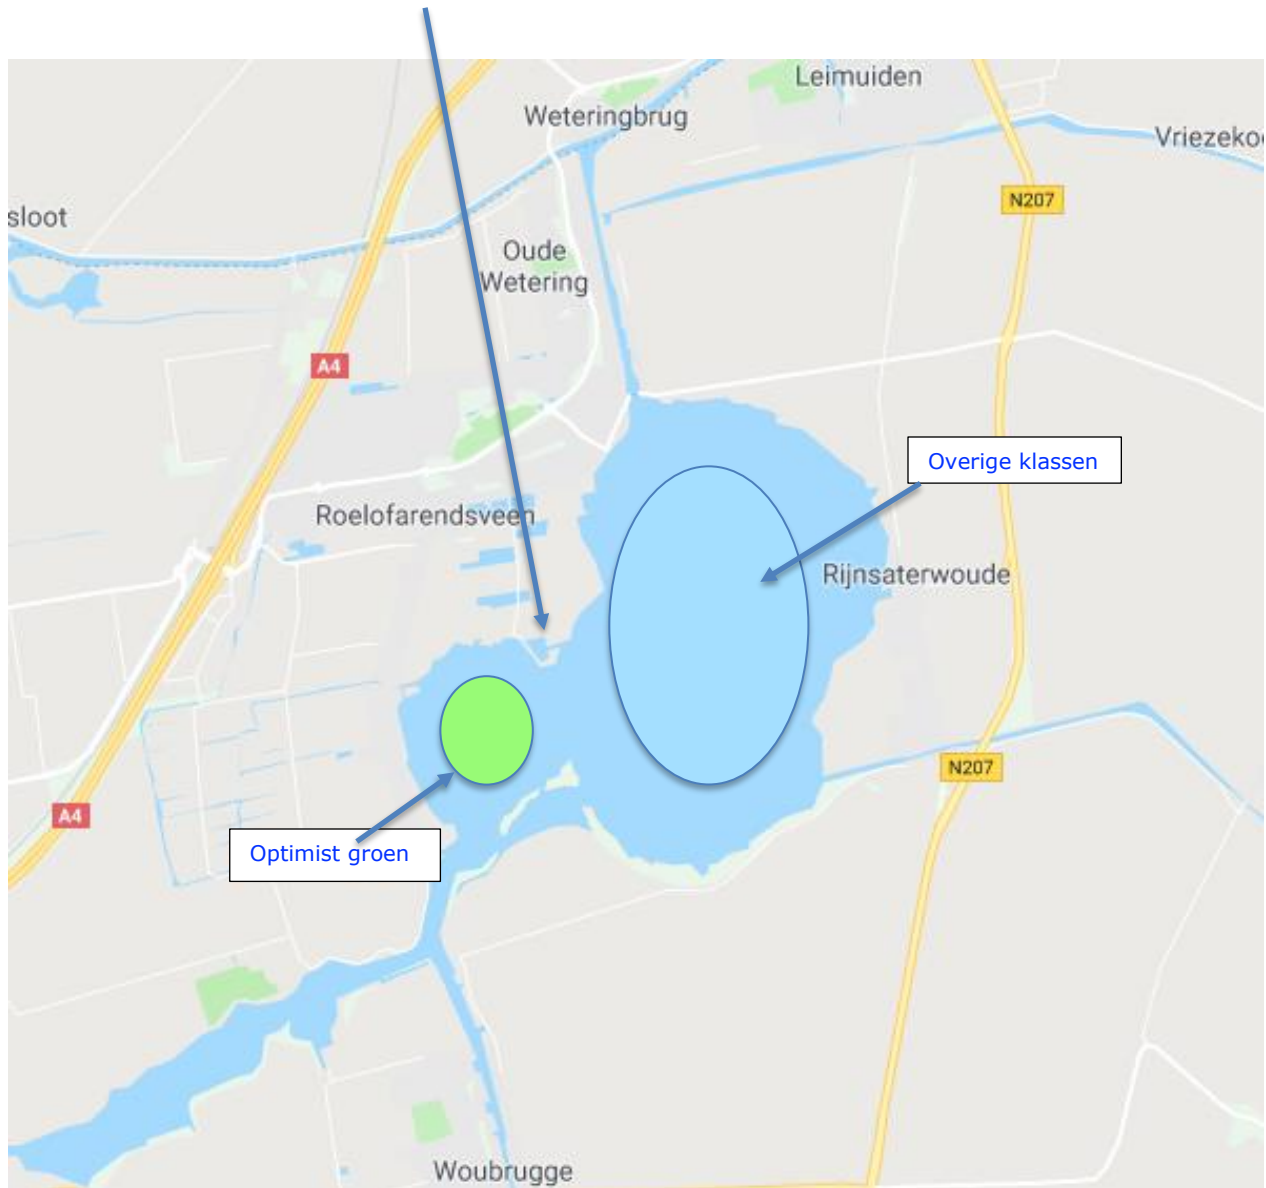 Leimuiden
Weteringbrug
Vriezeko
N207
sloot
Oude
Wetering
A4
Overige klassen
Roelofarendsveen
Rijnsaterwoude
N207
A4
Optimist groen
Woubrugge